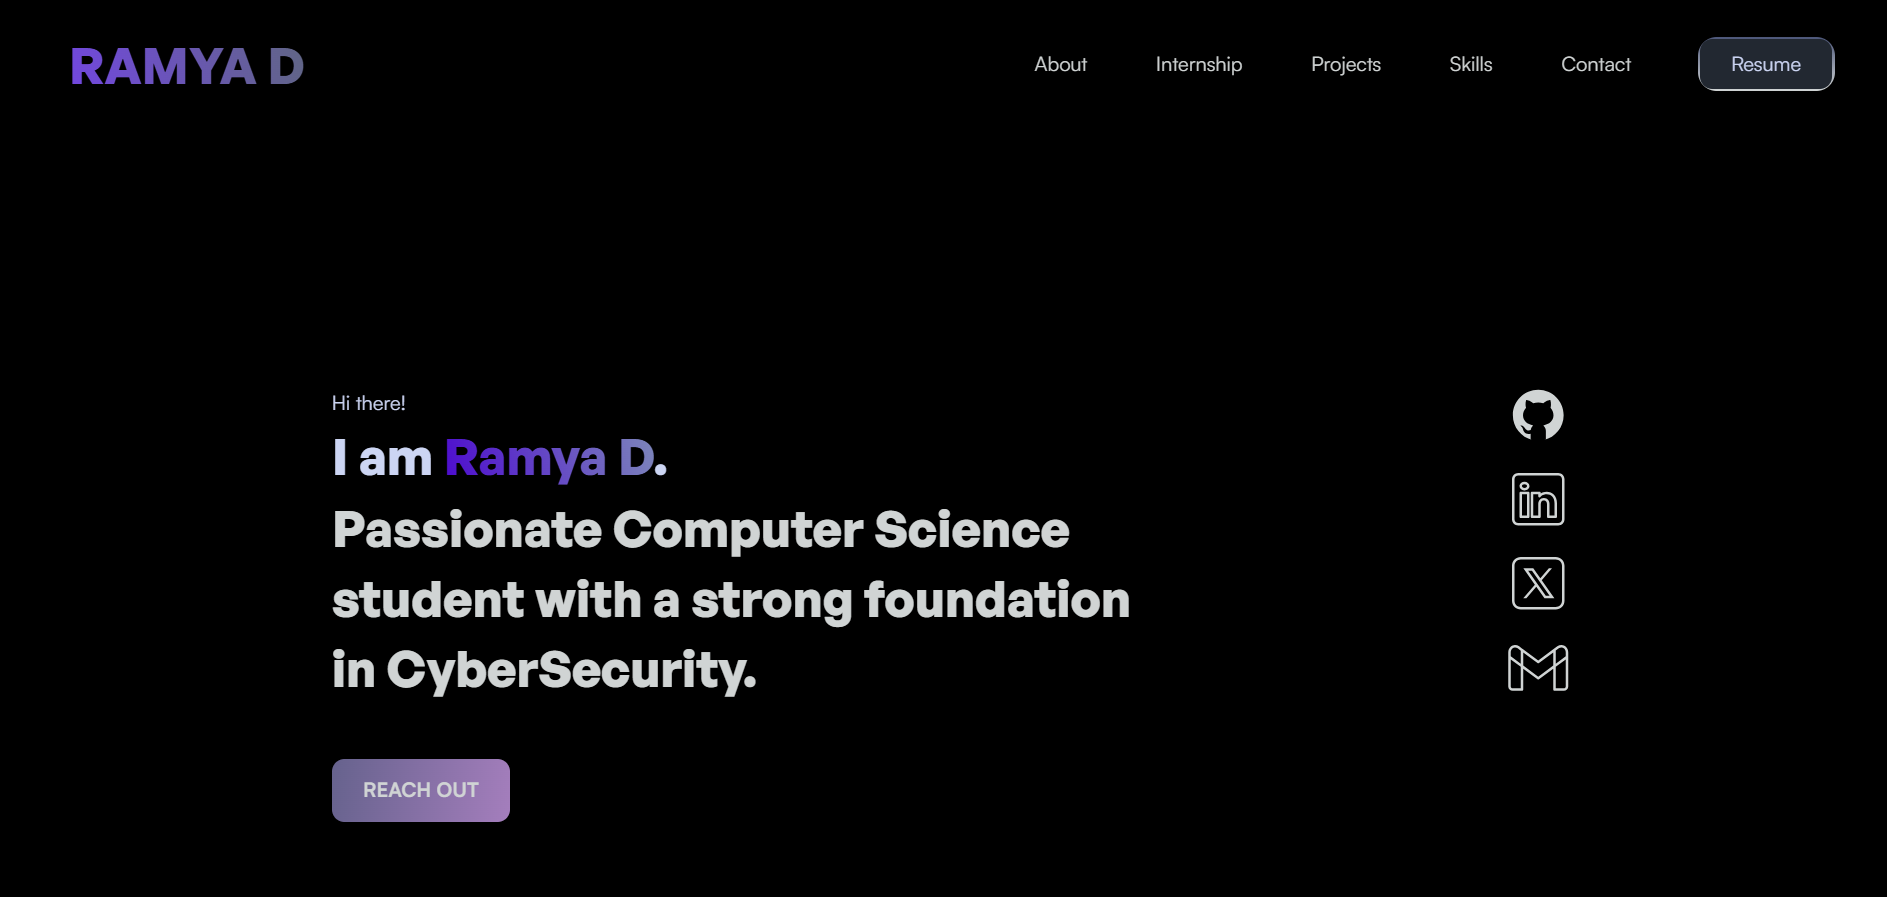 RAMYA D
About Internship Projects Skills Contact Resume
Hi there!
I am Ramya D.
Passionate Computer Science
student with a strong foundation
in CyberSecurity.
REACH OUT